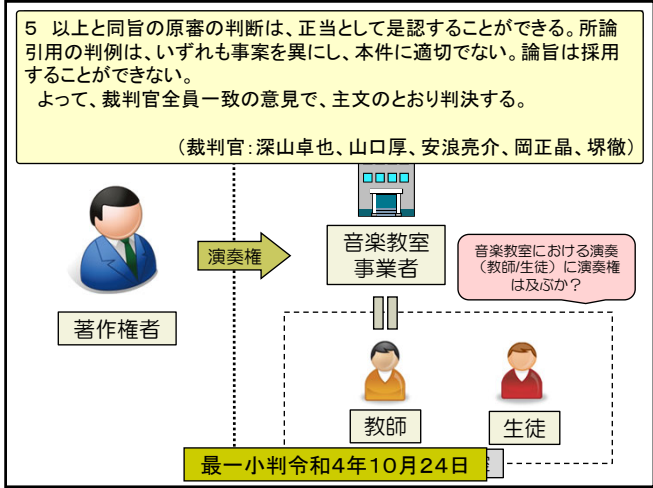 5 以上と同旨の原審の判断は、正当として是認することができる。所論
引用の判例は、いずれも事案を異にし、本件に適切でない。論旨は採用
することができない。
よって、裁判官全員一致の意見で、主文のとおり判決する。
(裁判官:深山卓也、山口厚、安浪亮介、岡正晶、堺徹)
演奏権
音楽教室
事業者
音楽教室における演奏
(教師/生徒)に演奏権
は及ぶか?
著作権者
教師
生徒
最一小判令和4年10月24日